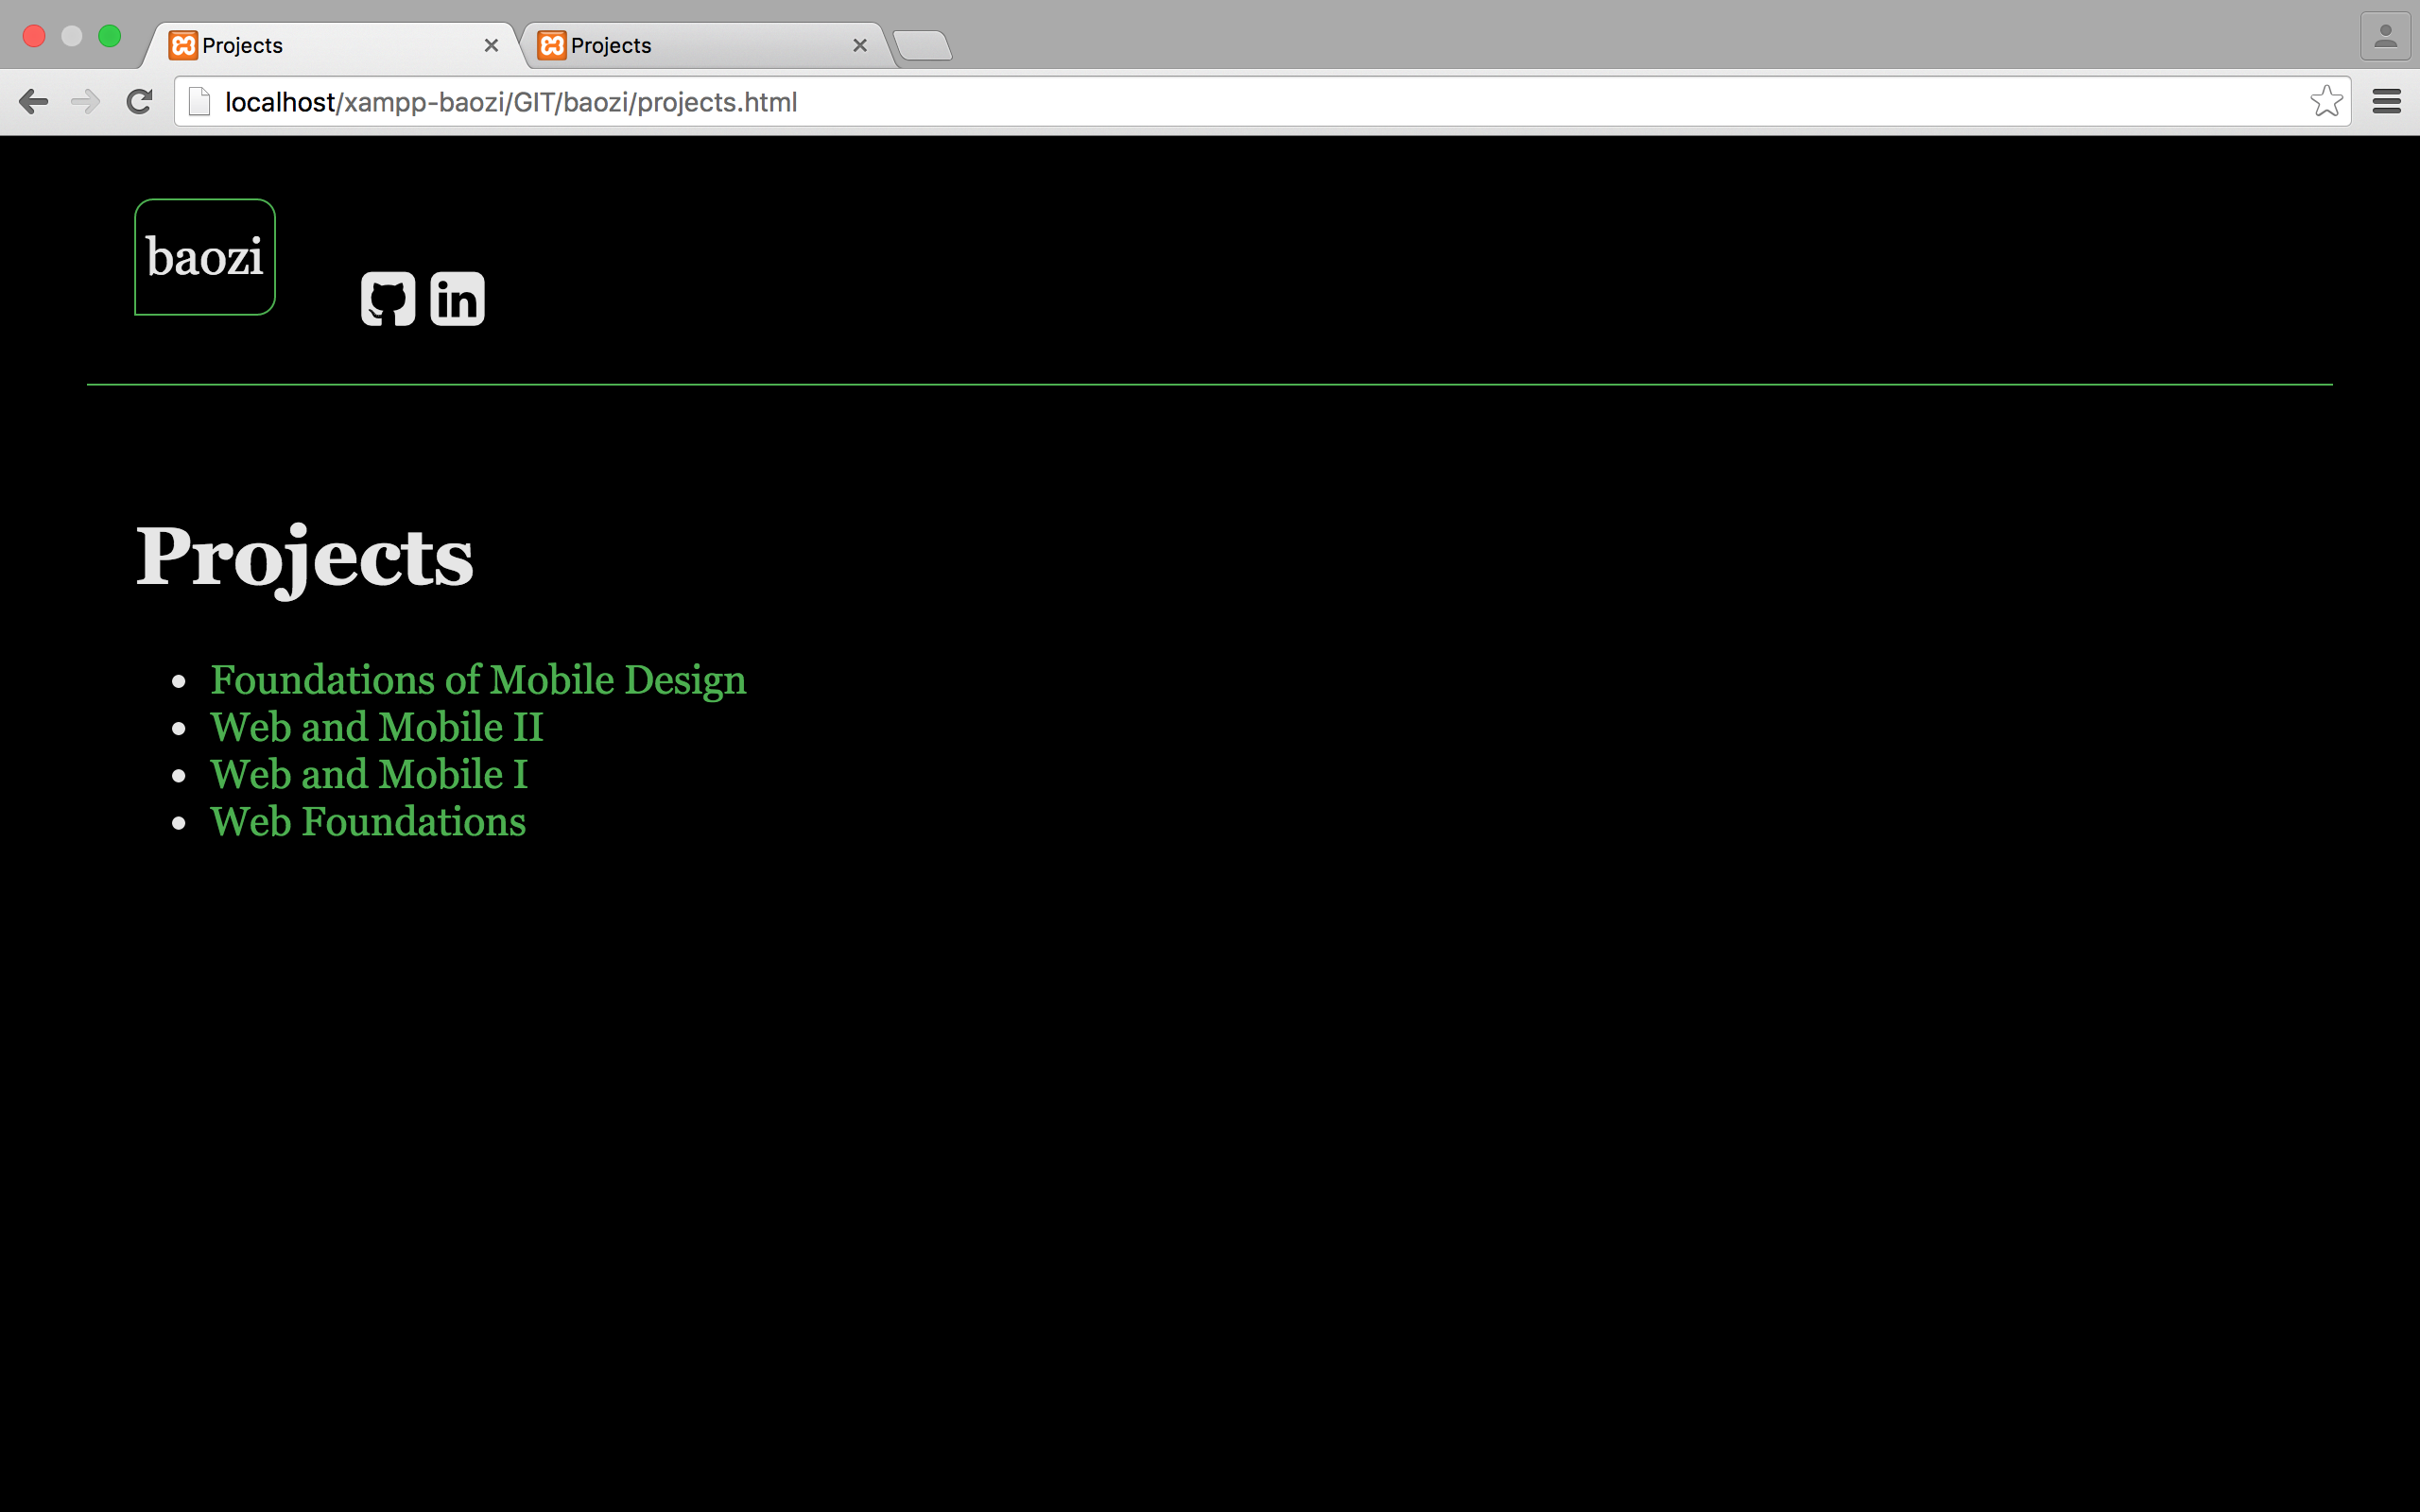 Projects
Projects
localhost/xampp-baozi/GIT/baozi/projects.html
baozi
in
Projects
Foundations of Mobile Design
Web and Mobile II
Web and Mobile I
Web Foundations